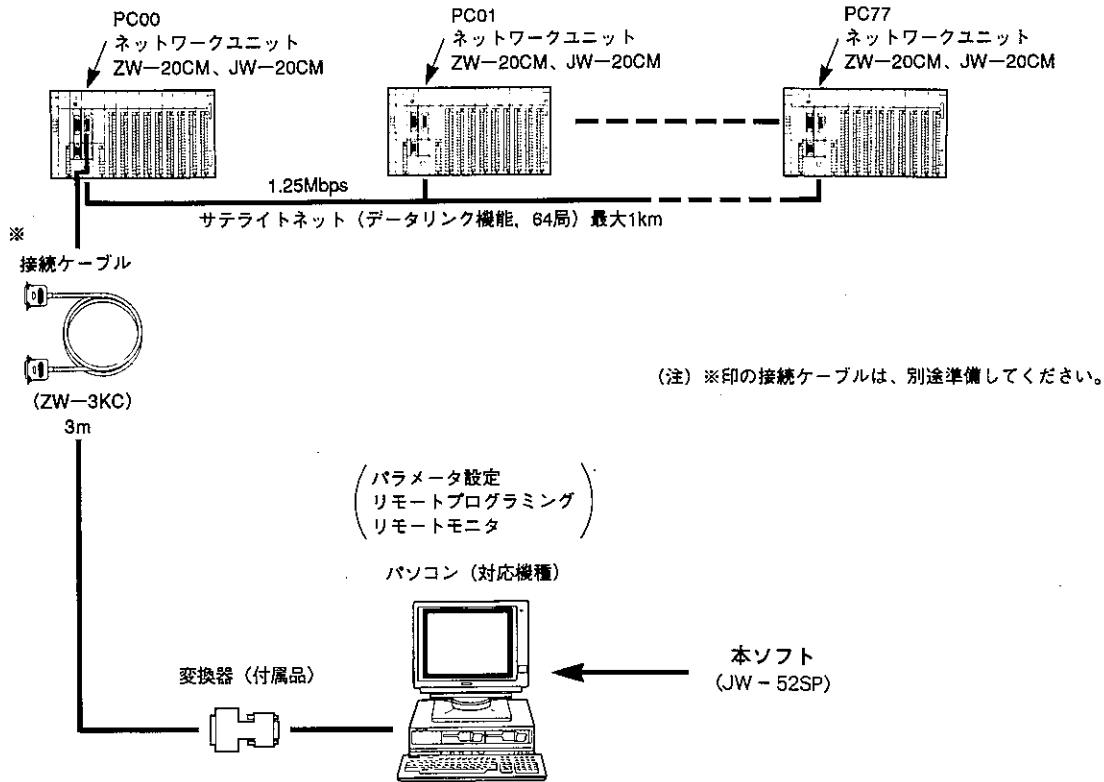 PC00
ネットワークユニット
ZW−20CM、JW−20CM
PC01
ネットワークユニット
ZW−20CM、JW−20CM
PC77
ネットワークユニット
ZW−20CM、JW−20CM
1.25Mbps
サテライトネット（データリンク機能，64局）最大1km
※
接続ケーブル
(ZW−3KC)
3m
（注）※印の接続ケーブルは、別途準備してください。
パラメータ設定
リモートプログラミング
リモートモニタ
パソコン（対応機種）
変換器（付属品）
本ソフト
(JW－52SP)